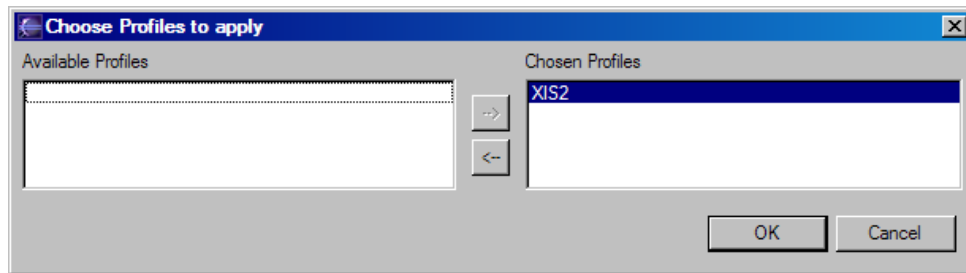 Choose Profiles to apply
Available Profiles
Chosen Profiles
XIS2
-->
<--
OK
Cancel